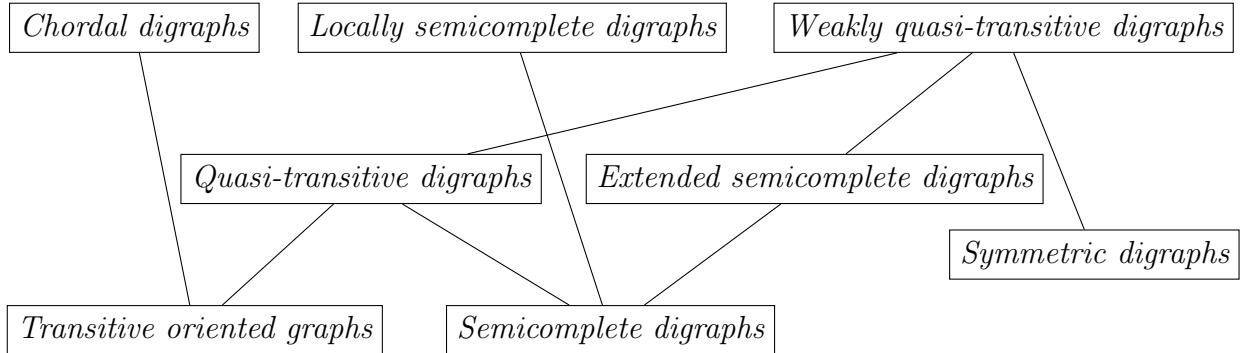 Chordal digraphs
Locally semicomplete digraphs
Weakly quasi-transitive digraphs
Quasi-transitive digraphs
Extended semicomplete digraphs
Symmetric digraphs
Transitive oriented graphs
Semicomplete digraphs